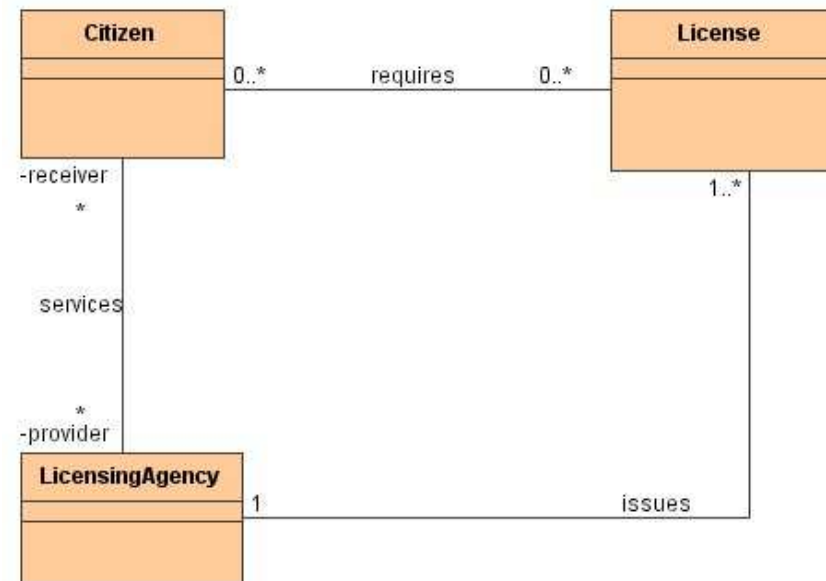 Citizen
License
0..*
requires
0..*
-receiver
*
1..*
services
*
-provider
LicensingAgency
1
issues